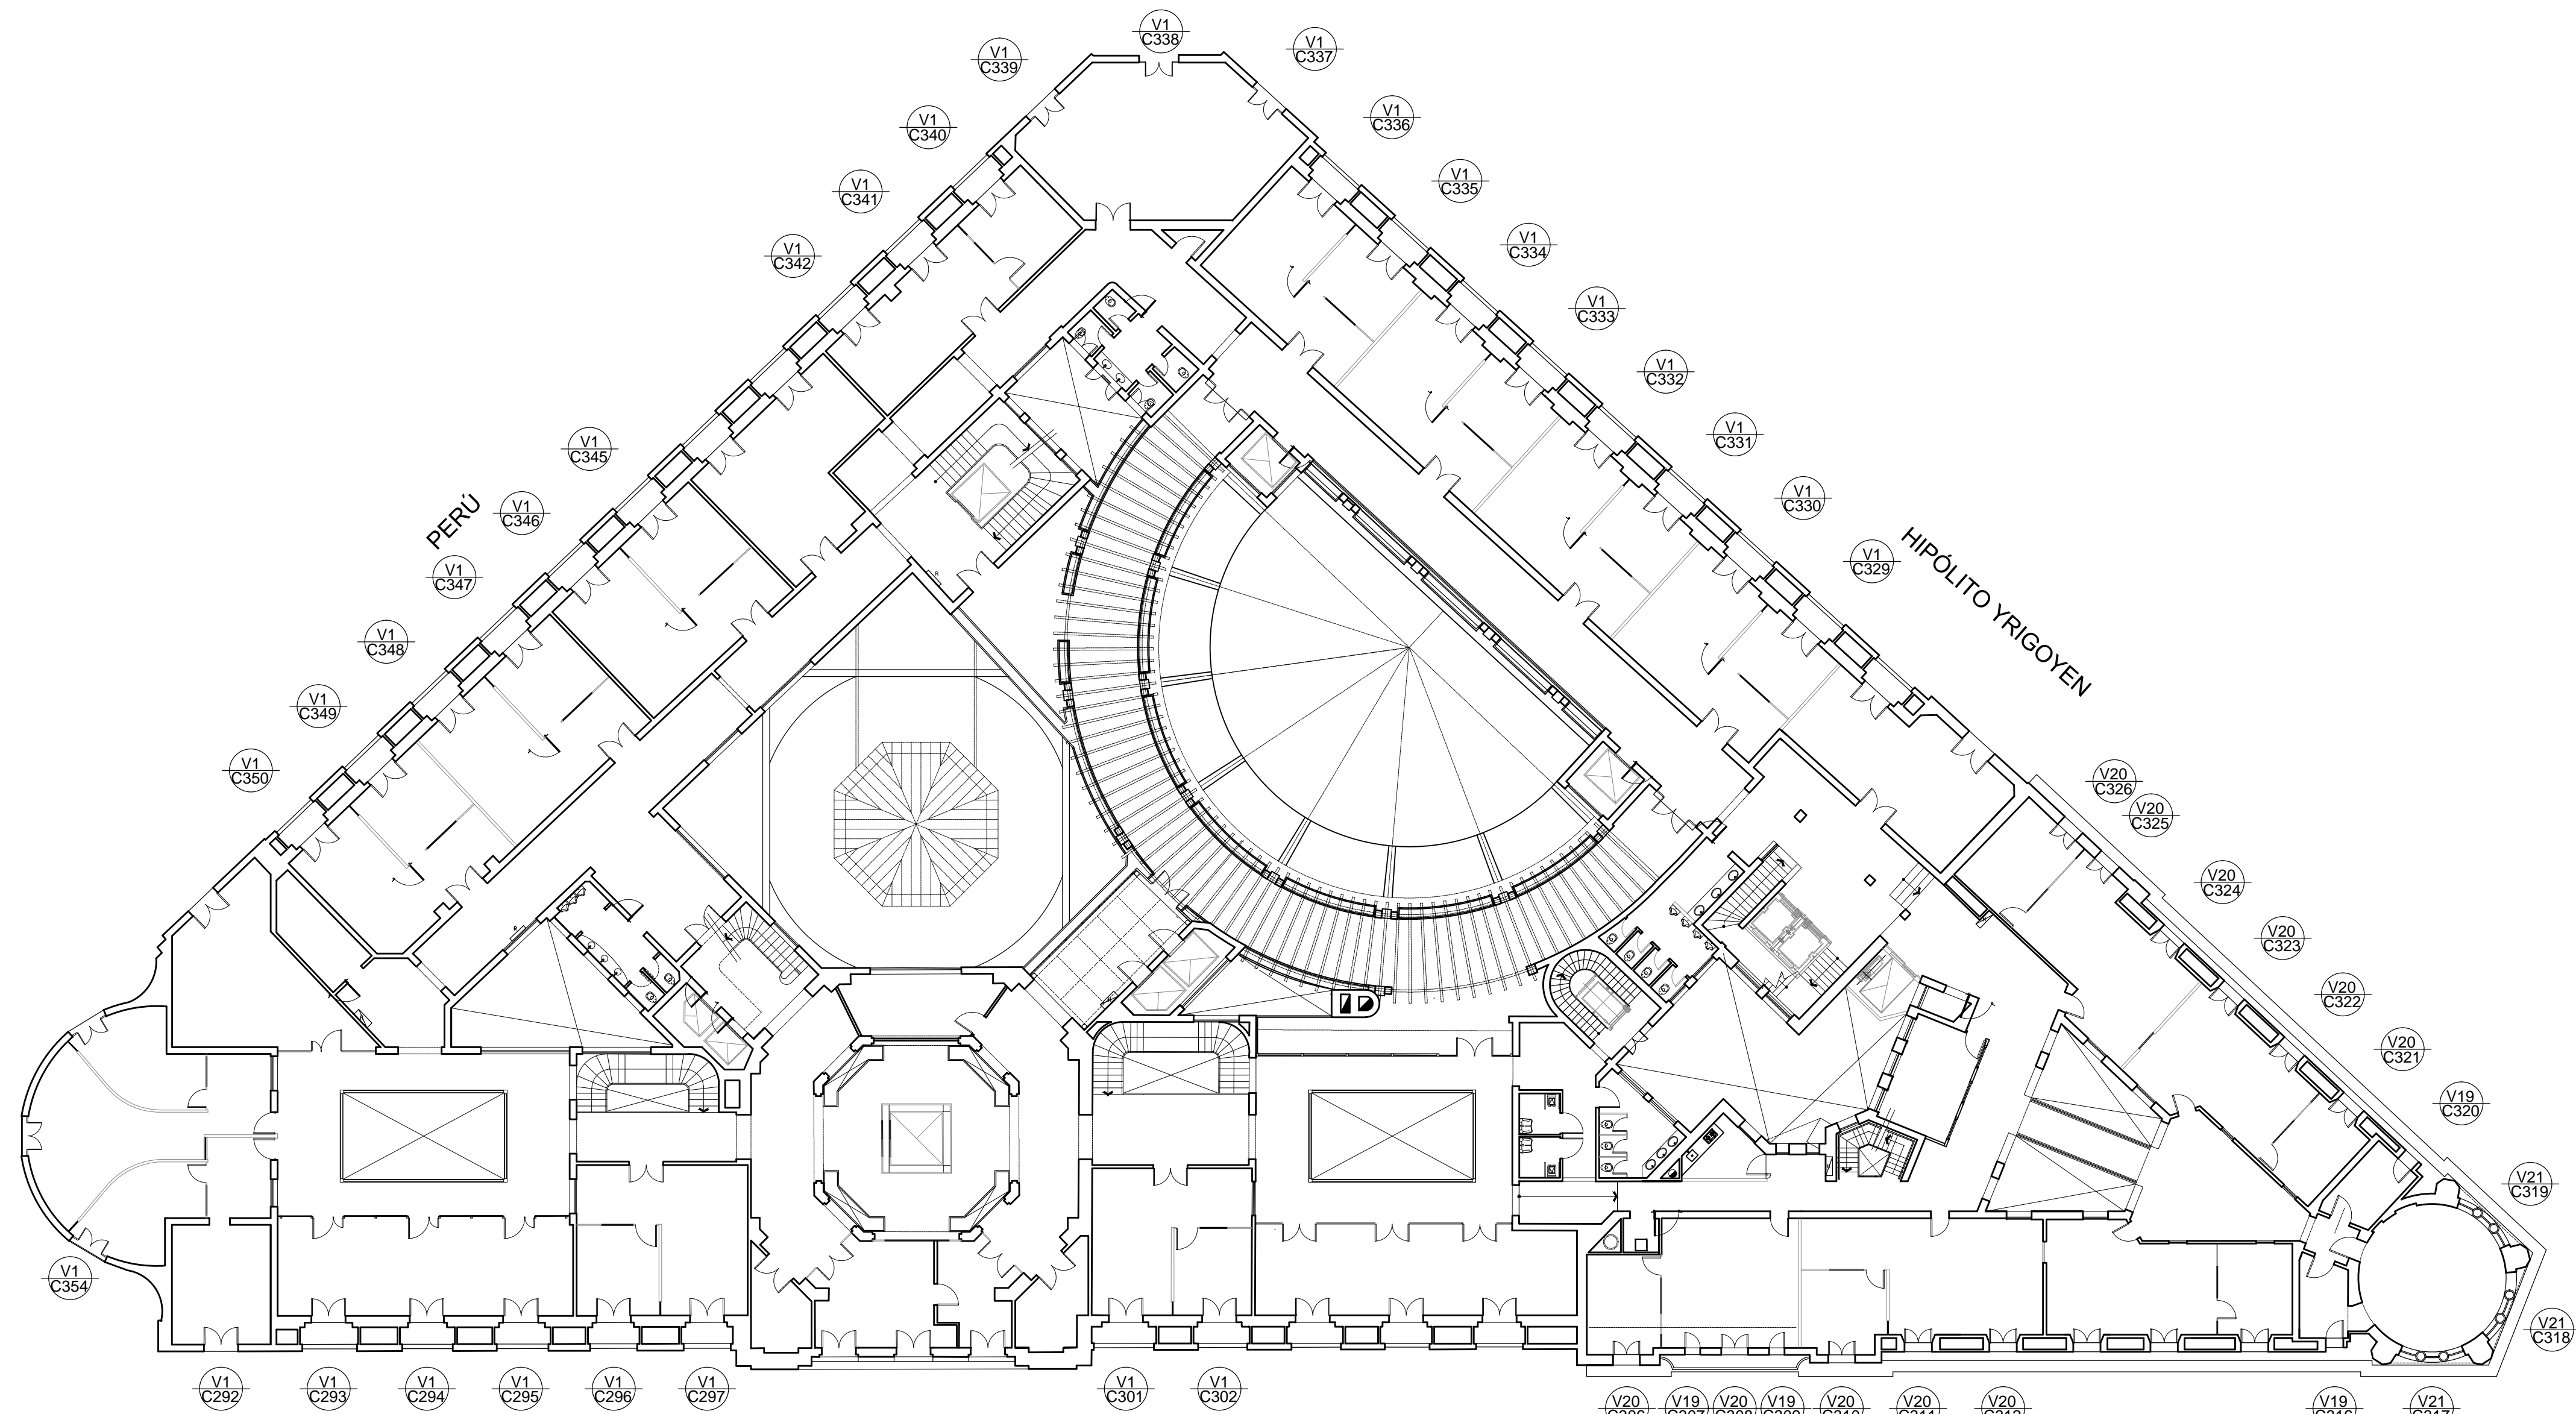 V1
C338
V1
C339
V1
C337
V1
C340
V1
C336
V1
C341
V1
C335
V1
C342
V1
C334
V1
C333
V1
C332
V1
C345
V1
C331
PERÚ
V1
C346
V1
C330
V1
C347
V1
C329
HIPÓLITO YRIGOYEN
V1
C348
V1
C349
V1
C350
V20
C326
V20
C325
V20
C324
V20
C323
V20
C322
V20
C321
V19
C320
V21
C319
V1
C354
V21
C318
V1
C292
V1
C293
V1
C294
V1
C295
V1
C296
V1
C297
V1
C301
V1
C302
V20
V19
V20
V19
V20
V20
V20
V19
V21